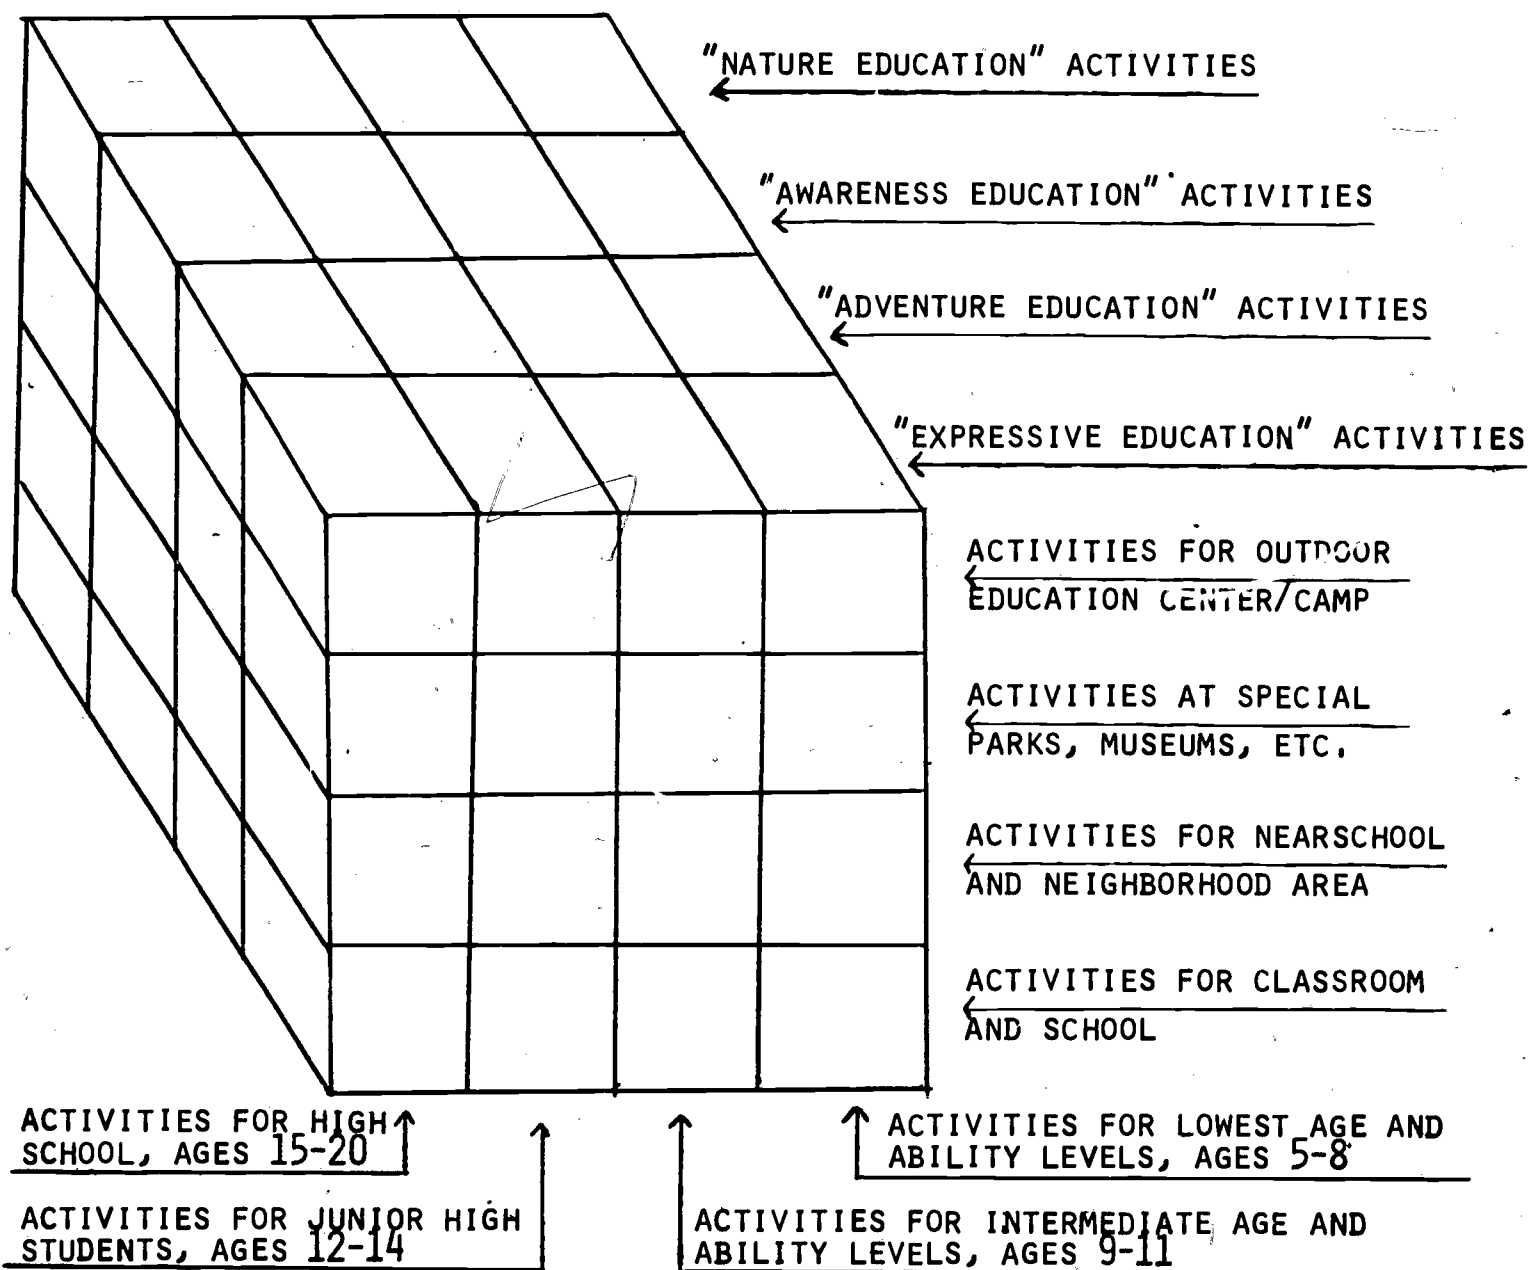 "NATURE EDUCATION" ACTIVITIES
"AWARENESS EDUCATION" ACTIVITIES
"ADVENTURE EDUCATION" ACTIVITIES
"EXPRESSIVE EDUCATION" ACTIVITIES
ACTIVITIES FOR OUTDOOR
EDUCATION CENTER/CAMP
ACTIVITIES AT SPECIAL
PARKS, MUSEUMS, ETC.
ACTIVITIES FOR NEARSCHOOL
AND NEIGHBORHOOD AREA
ACTIVITIES FOR CLASSROOM
AND SCHOOL
ACTIVITIES FOR HIGH
SCHOOL, AGES 15-20
ACTIVITIES FOR LOWEST AGE AND
ABILITY LEVELS, AGES 5-8
ACTIVITIES FOR JUNIOR HIGH
STUDENTS, AGES 12-14
ACTIVITIES FOR INTERMEDIATE AGE AND
ABILITY LEVELS, AGES 9-11